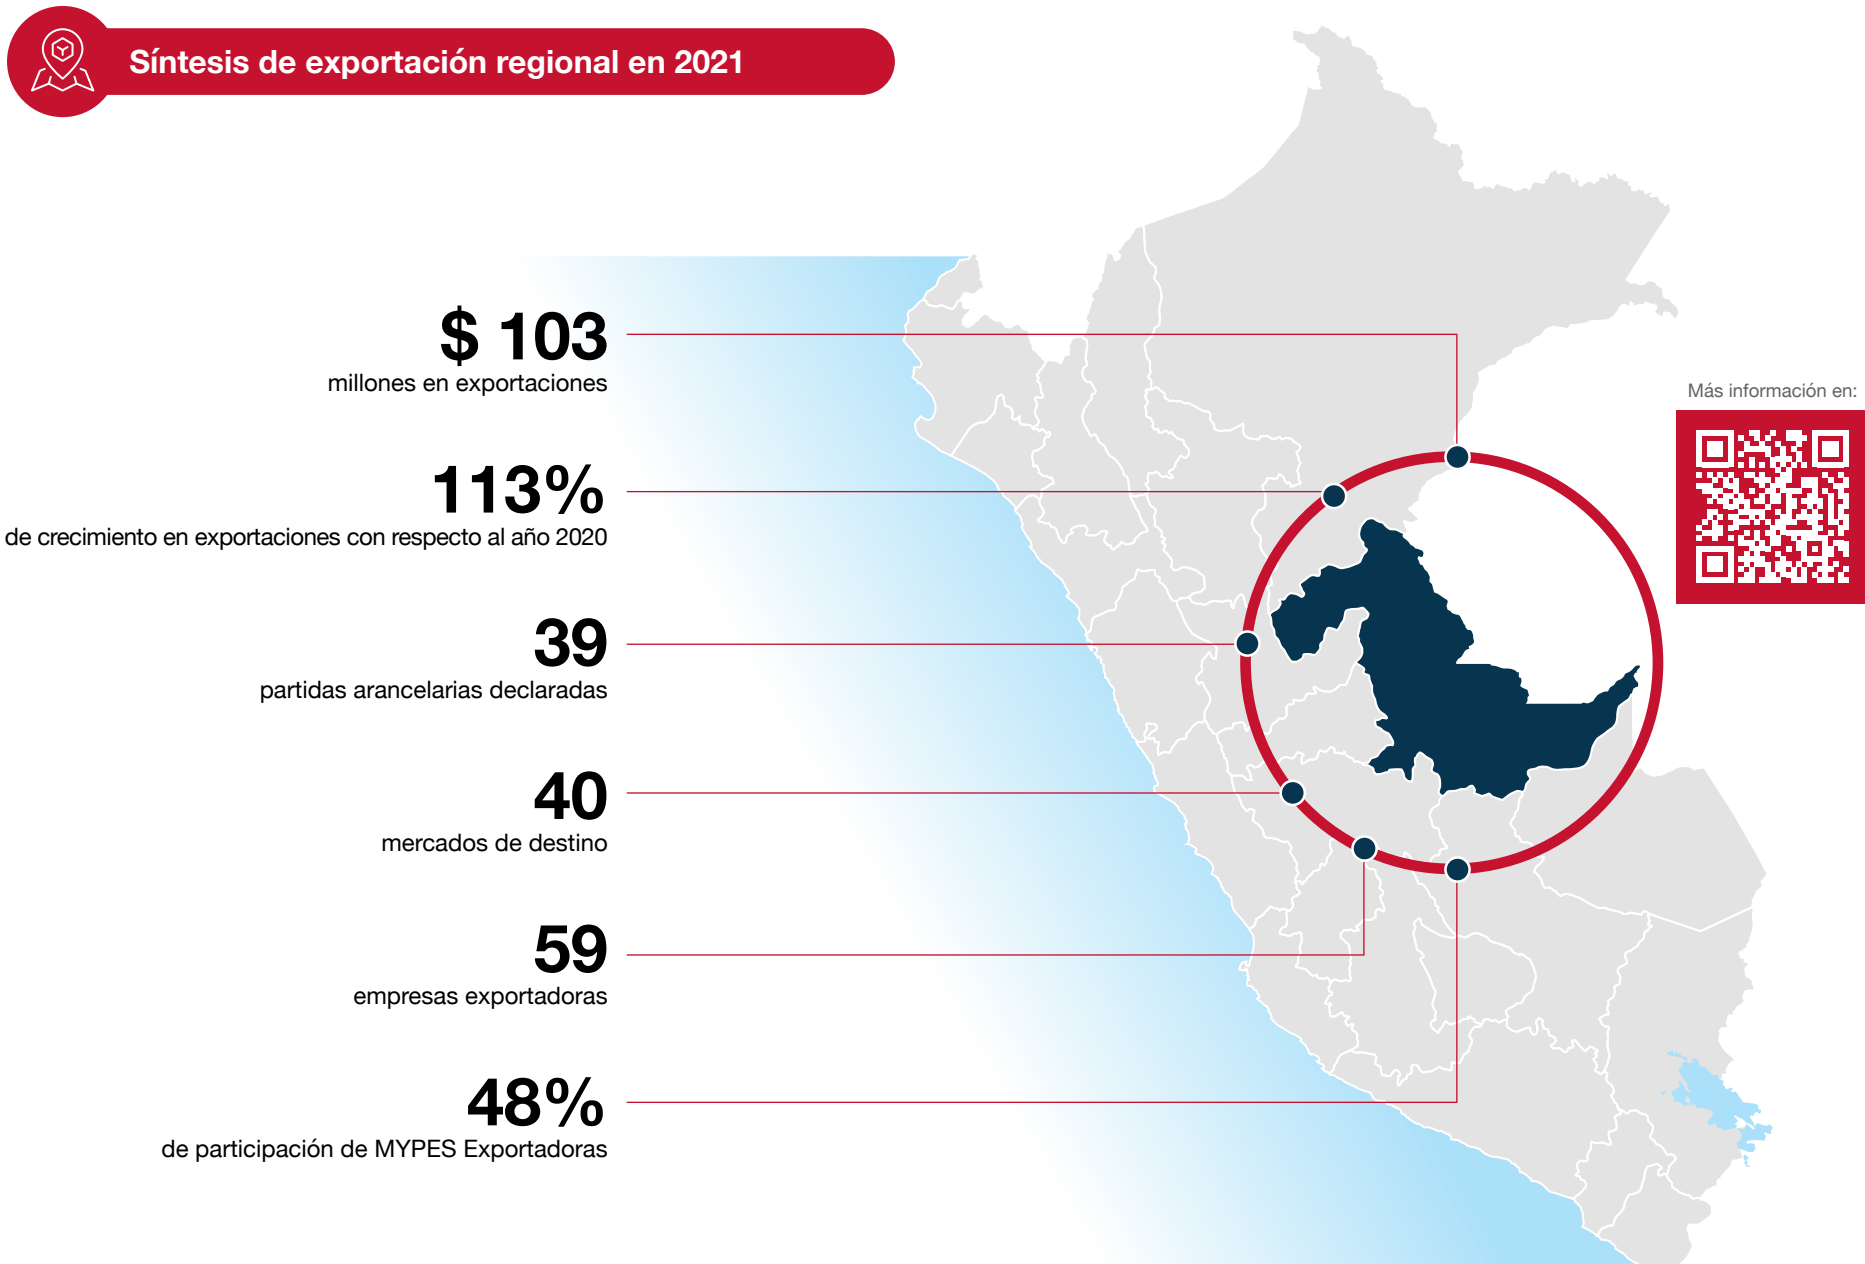 Síntesis de exportación regional en 2021
$ 103
millones en exportaciones
113%
de crecimiento en exportaciones con respecto al año 2020
39
partidas arancelarias declaradas
40
mercados de destino
59
empresas exportadoras
48%
de participación de MYPES Exportadoras
Más información en: